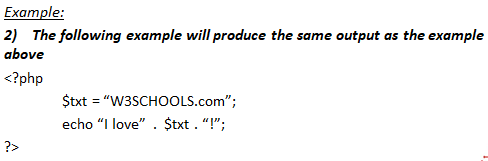 Example:
2) The following example will produce the same output as the example
above
<?php
$txt = “W3SCHOOLS.com”;
echo “I love” . $txt . “!”;
?>